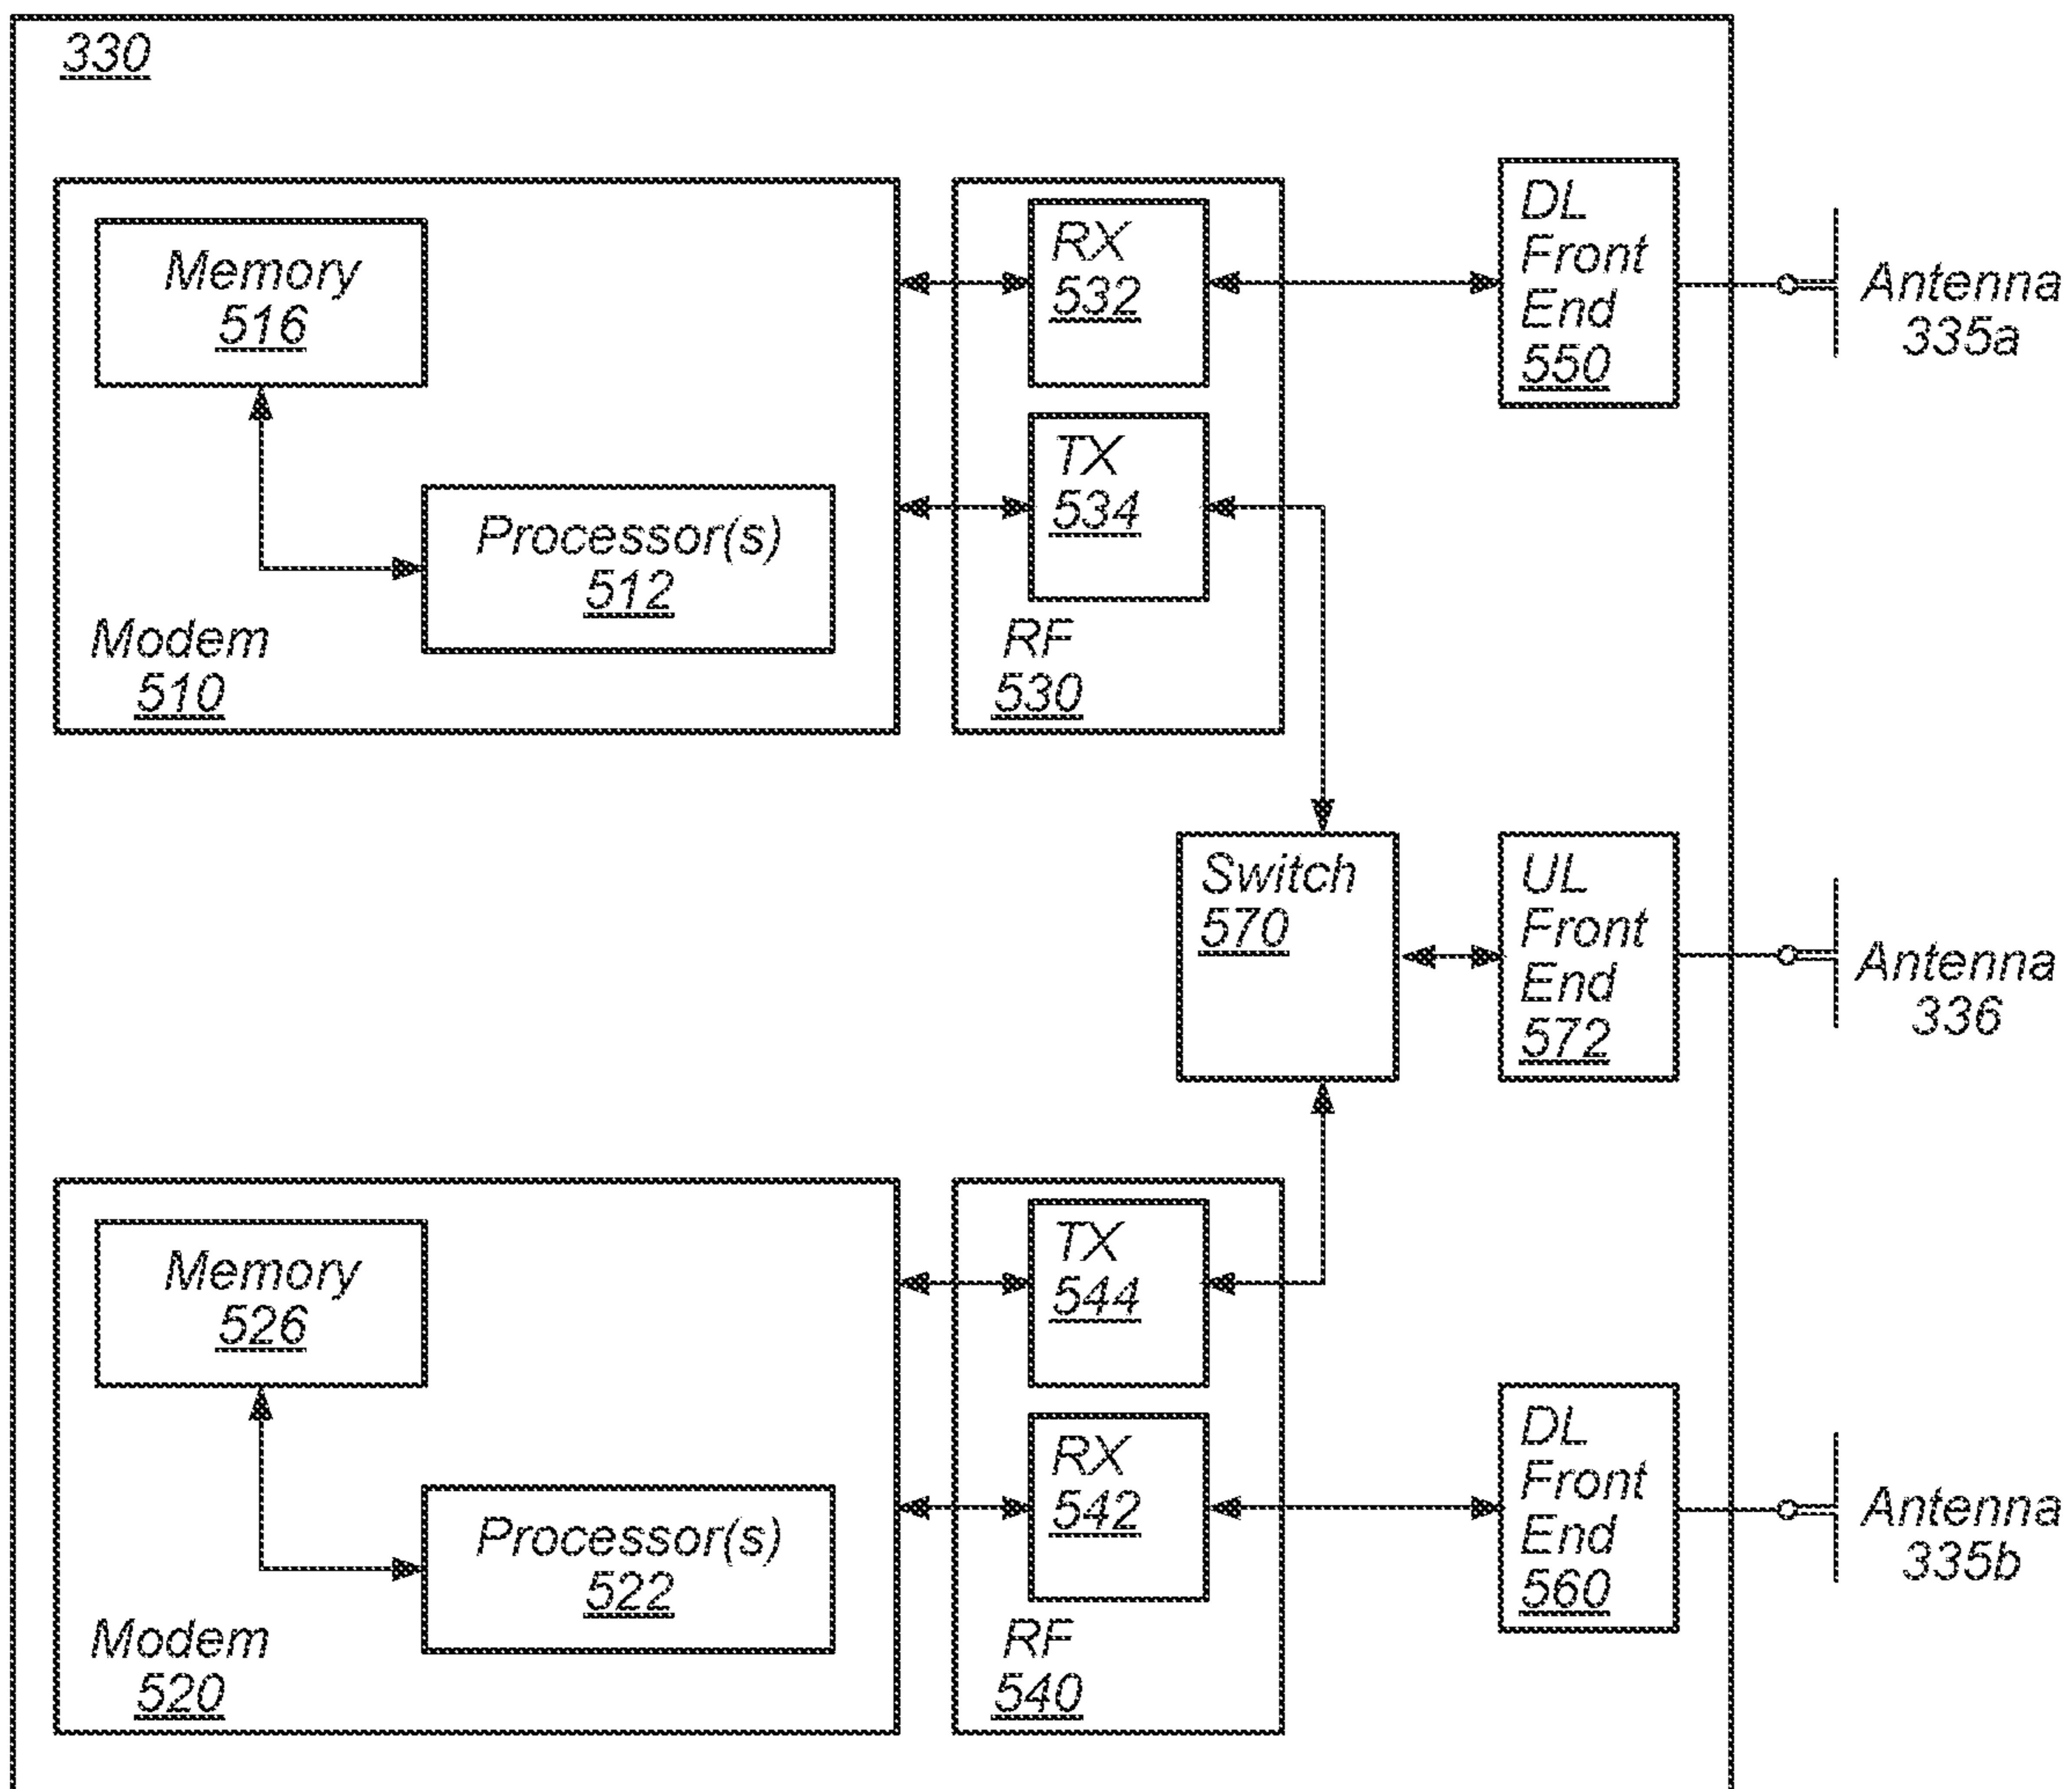 330
Memory
516
Processor(s)
512
Modem
510
RX
532
TX
534
RF
530
DL
Front
End
550
Antenna
335a
Switch
570
UL
Front
End
572
Antenna
336
Memory
526
Processor(s)
522
Modem
520
TX
544
RX
542
RF
540
DL
Front
End
560
Antenna
335b